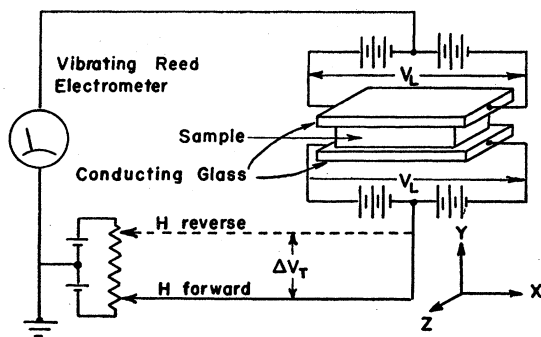 Vibrating Reed
Electrometer
V_L
Sample
Conducting Glass
V_L
H reverse
ΔV_T
H forward
Y
X
Z